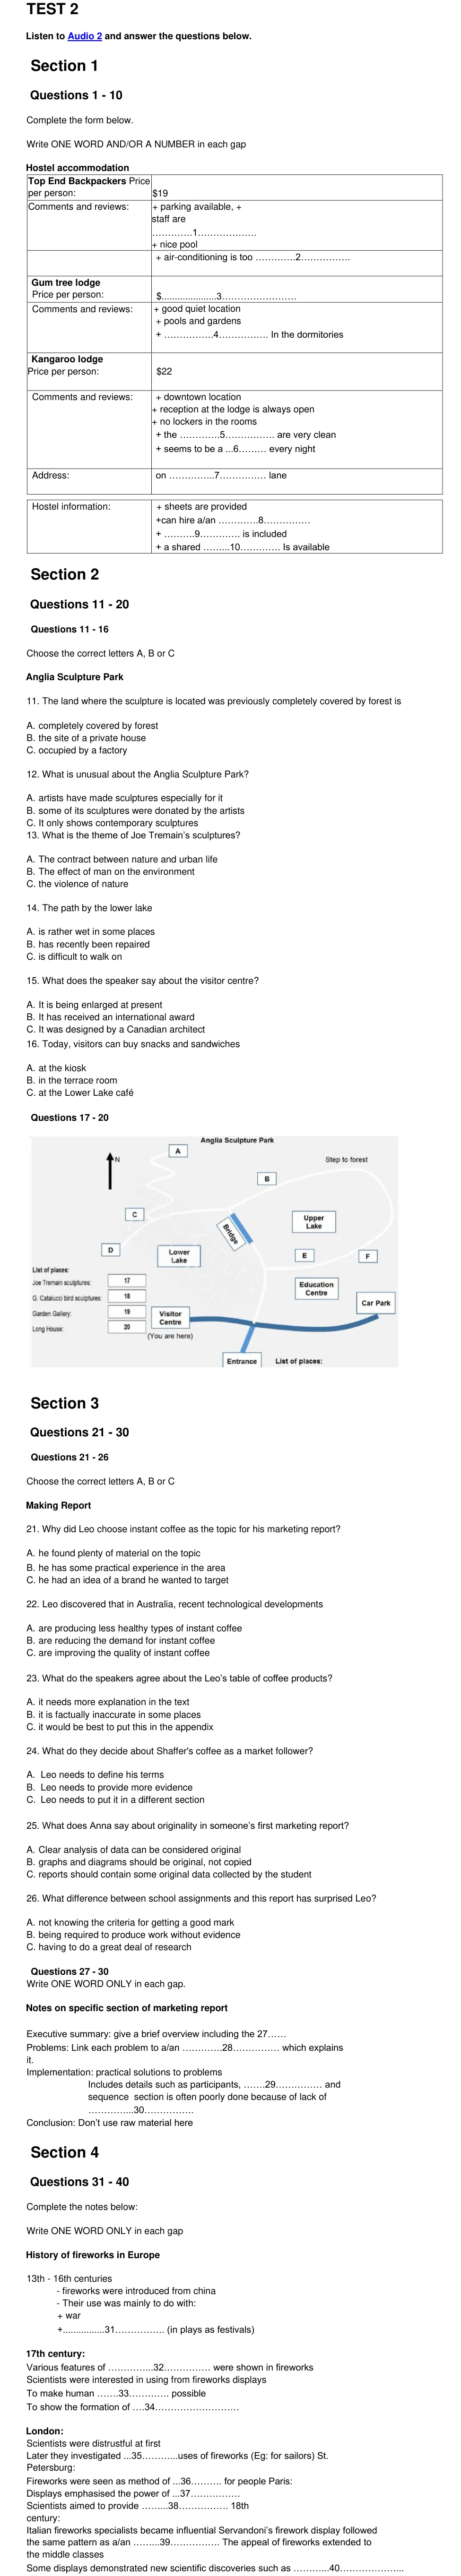 TEST 2
Listen to Audio 2 and answer the questions below.
Section 1
Questions 1 - 10
Complete the form below.
Write ONE WORD AND/OR A NUMBER in each gap
Hostel accommodation
Top End Backpackers Price
per person:
$19
Comments and reviews:
+ parking available, +
staff are
………….1……………….
+ nice pool
+ air-conditioning is too ………….2…………….
Gum tree lodge
Price per person:
$......................3……………………
Comments and reviews:
+ good quiet location
+ pools and gardens
+ …………….4……………. In the dormitories
Kangaroo lodge
Price per person:
$22
Comments and reviews:
+ downtown location
+ reception at the lodge is always open
+ no lockers in the rooms
+ the ………….5……………. are very clean
+ seems to be a ...6……… every night
Address:
on …………...7…………… lane
Hostel information:
+ sheets are provided
+can hire a/an ………….8……………
+ ……….9…………. is included
+ a shared ……...10…………. Is available
Section 2
Questions 11 - 20
Questions 11 - 16
Choose the correct letters A, B or C
Anglia Sculpture Park
11. The land where the sculpture is located was previously completely covered by forest is
A. completely covered by forest
B. the site of a private house
C. occupied by a factory
12. What is unusual about the Anglia Sculpture Park?
A. artists have made sculptures especially for it
B. some of its sculptures were donated by the artists
C. It only shows contemporary sculptures
13. What is the theme of Joe Tremain's sculptures?
A. The contract between nature and urban life
B. The effect of man on the environment
C. the violence of nature
14. The path by the lower lake
A. is rather wet in some places
B. has recently been repaired
C. is difficult to walk on
15. What does the speaker say about the visitor centre?
A. It is being enlarged at present
B. It has received an international award
C. It was designed by a Canadian architect
16. Today, visitors can buy snacks and sandwiches
A. at the kiosk
B. in the terrace room
C. at the Lower Lake café
Questions 17 - 20
Anglia Sculpture Park
N
A
Step to forest
B
C
Bridge
Upper
Lake
D
Lower
Lake
E
F
List of places:
Joe Tremain sculptures: 17
G. Catalucci bird sculptures: 18
Garden Gallery: 19
Long House: 20
Education
Centre
Car Park
Visitor
Centre
(You are here)
Entrance
List of places:
Section 3
Questions 21 - 30
Questions 21 - 26
Choose the correct letters A, B or C
Making Report
21. Why did Leo choose instant coffee as the topic for his marketing report?
A. he found plenty of material on the topic
B. he has some practical experience in the area
C. he had an idea of a brand he wanted to target
22. Leo discovered that in Australia, recent technological developments
A. are producing less healthy types of instant coffee
B. are reducing the demand for instant coffee
C. are improving the quality of instant coffee
23. What do the speakers agree about the Leo's table of coffee products?
A. it needs more explanation in the text
B. it is factually inaccurate in some places
C. it would be best to put this in the appendix
24. What do they decide about Shaffer's coffee as a market follower?
A. Leo needs to define his terms
B. Leo needs to provide more evidence
C. Leo needs to put it in a different section
25. What does Anna say about originality in someone's first marketing report?
A. Clear analysis of data can be considered original
B. graphs and diagrams should be original, not copied
C. reports should contain some original data collected by the student
26. What difference between school assignments and this report has surprised Leo?
A. not knowing the criteria for getting a good mark
B. being required to produce work without evidence
C. having to do a great deal of research
Questions 27 - 30
Write ONE WORD ONLY in each gap.
Notes on specific section of marketing report
Executive summary: give a brief overview including the 27……
Problems: Link each problem to a/an ………….28…………… which explains
it.
Implementation: practical solutions to problems
Includes details such as participants, …….29…………… and
sequence section is often poorly done because of lack of
…………...30…………….
Conclusion: Don't use raw material here
Section 4
Questions 31 - 40
Complete the notes below:
Write ONE WORD ONLY in each gap
History of fireworks in Europe
13th - 16th centuries
- fireworks were introduced from china
- Their use was mainly to do with:
+ war
+................31……………. (in plays as festivals)
17th century:
Various features of …………...32…………… were shown in fireworks
Scientists were interested in using from fireworks displays
To make human …….33…………. possible
To show the formation of ….34………………………
London:
Scientists were distrustful at first
Later they investigated ...35………...uses of fireworks (Eg: for sailors) St.
Petersburg:
Fireworks were seen as method of ...36………. for people Paris:
Displays emphasised the power of ...37…………….
Scientists aimed to provide ……...38……………. 18th
century:
Italian fireworks specialists became influential Servandoni's firework display followed
the same pattern as a/an ……...39……………. The appeal of fireworks extended to
the middle classes
Some displays demonstrated new scientific discoveries such as ………...40………………...